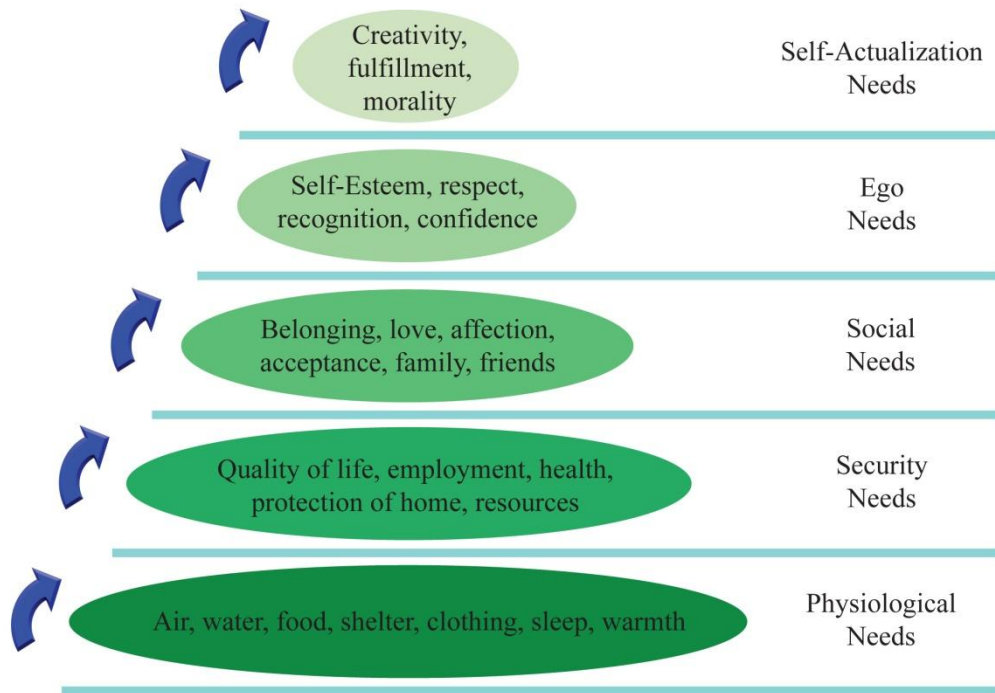 Creativity,
fulfillment,
morality
Self-Actualization
Needs
Self-Esteem, respect,
recognition, confidence
Ego
Needs
Belonging, love, affection,
acceptance, family, friends
Social
Needs
Quality of life, employment, health,
protection of home, resources
Security
Needs
Air, water, food, shelter, clothing, sleep, warmth
Physiological
Needs